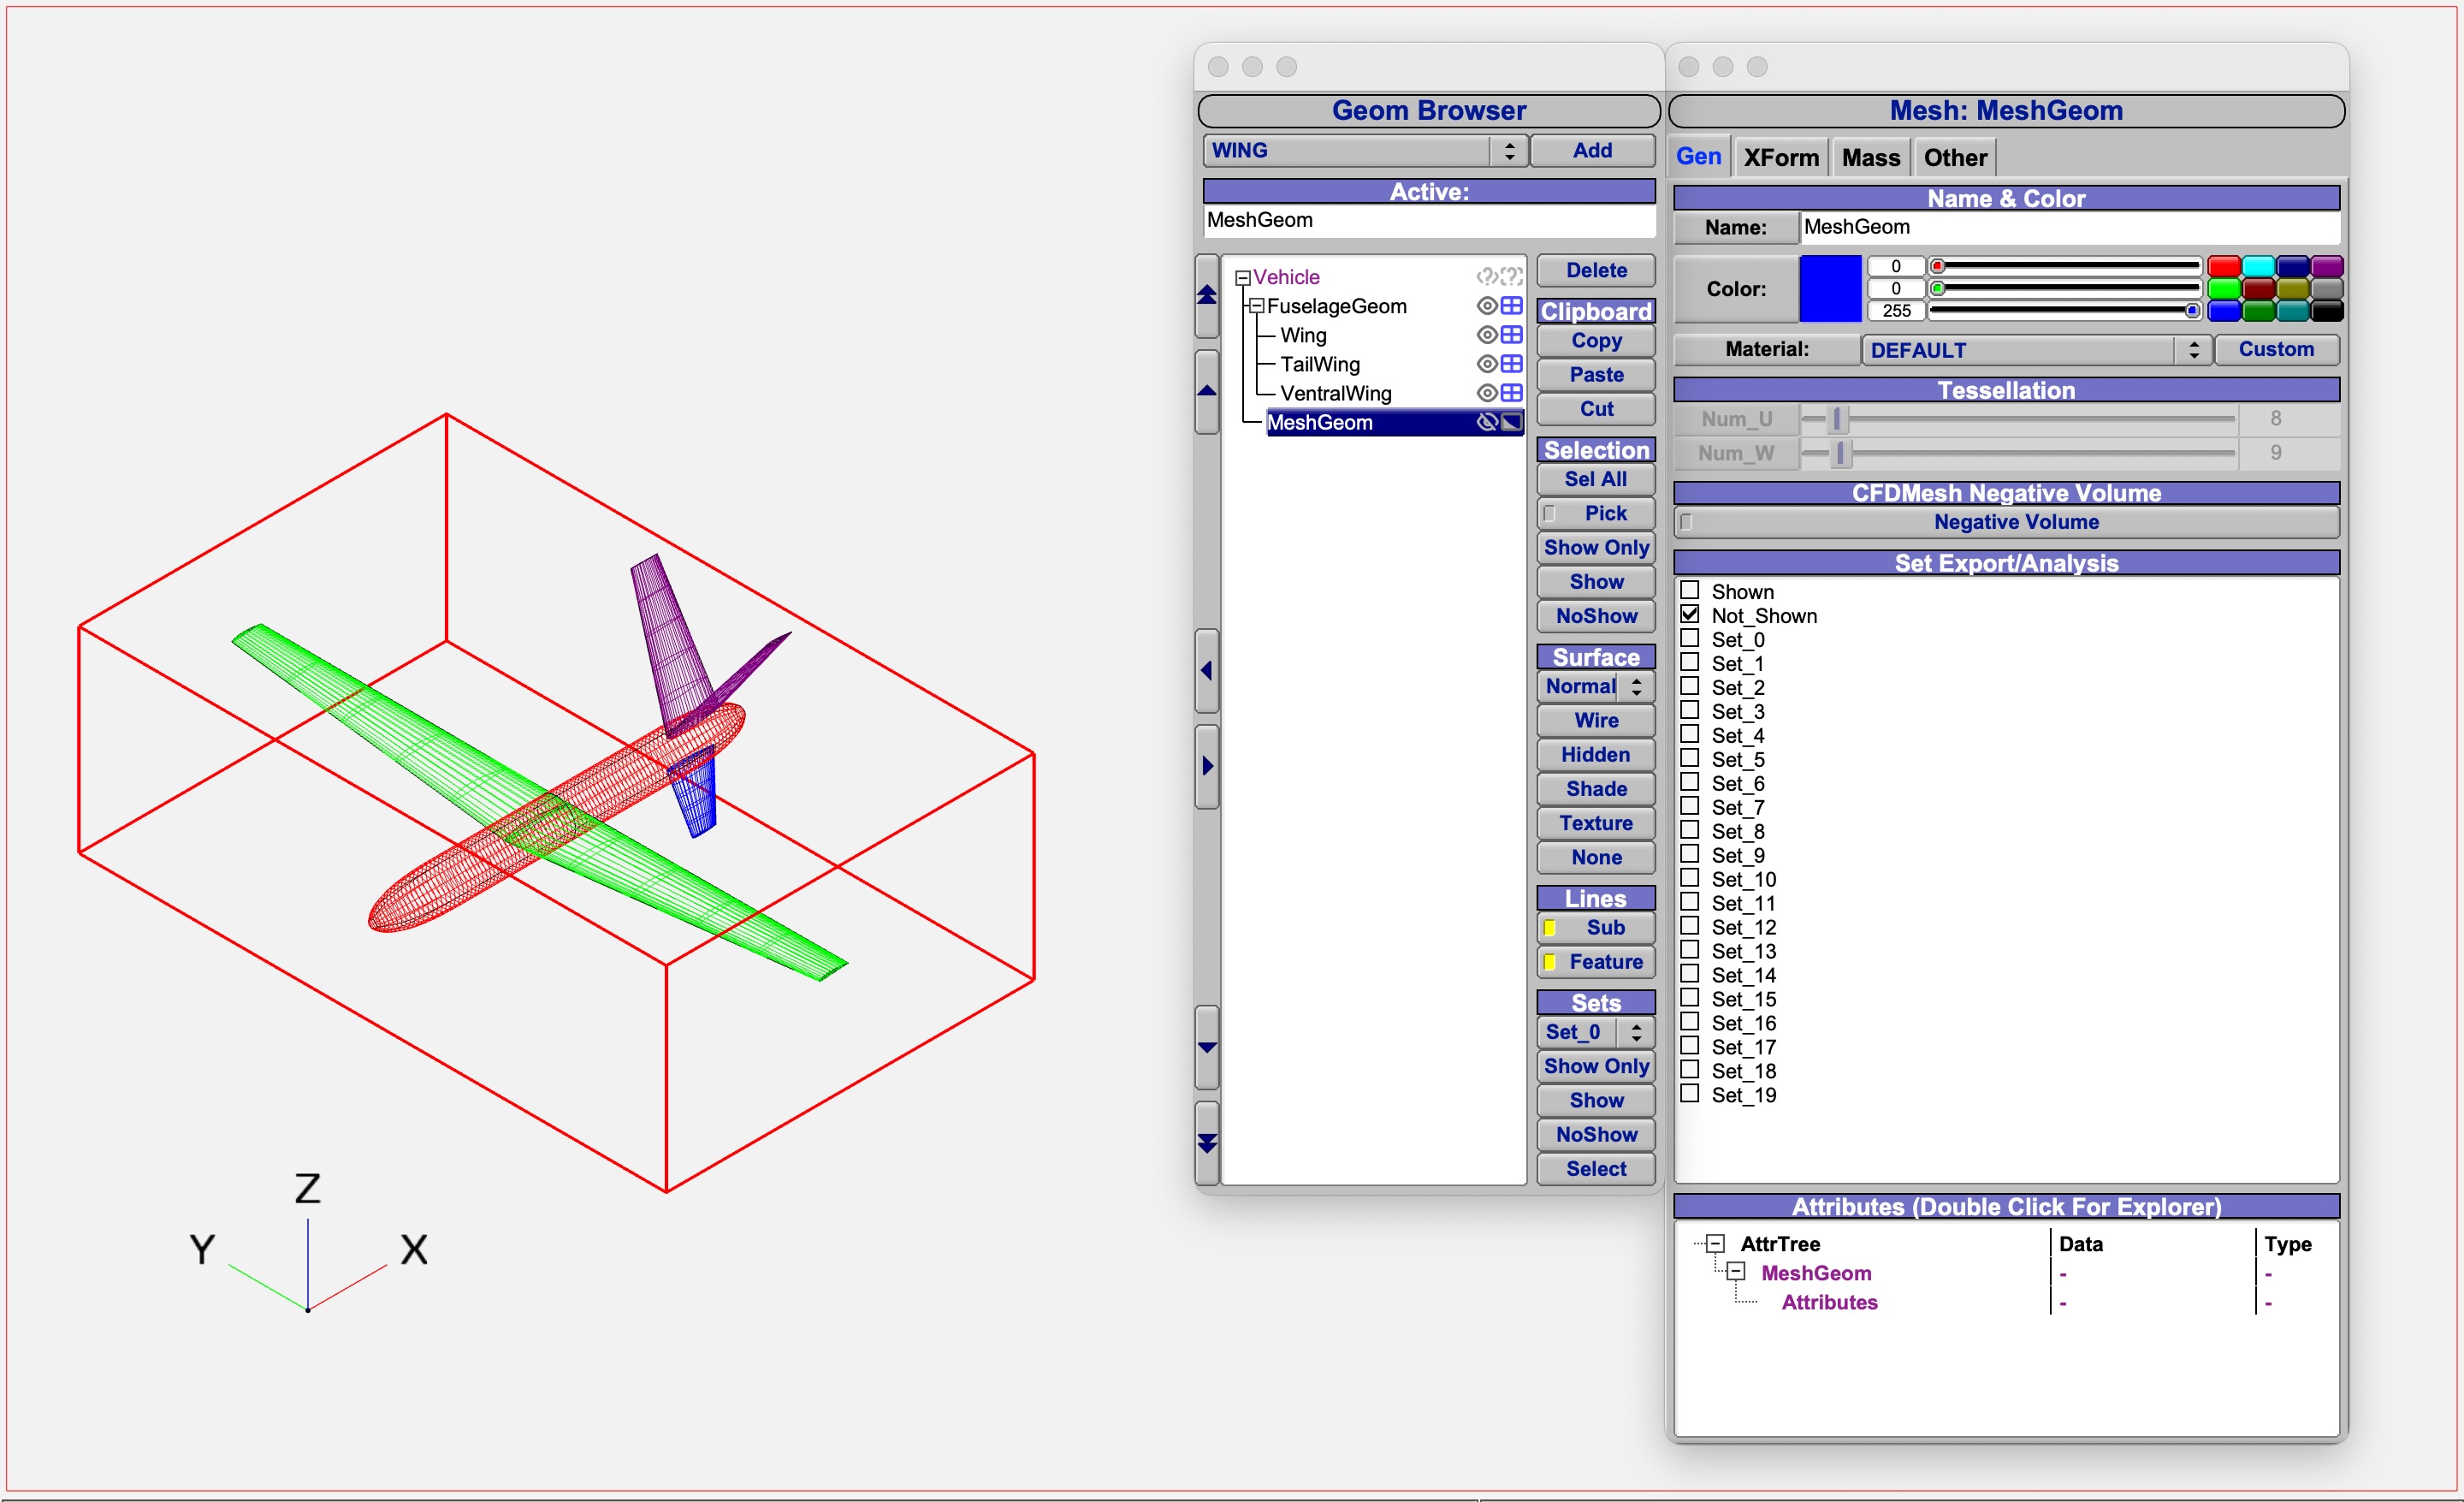 Geom Browser
WING
Add
Active:
MeshGeom
Vehicle
FuselageGeom
Wing
TailWing
VentralWing
MeshGeom
Delete
Clipboard
Copy
Paste
Cut
Selection
Sel All
Pick
Show Only
Show
NoShow
Surface
Normal
Wire
Hidden
Shade
Texture
None
Lines
Sub
Feature
Sets
Set_0
Show Only
Show
NoShow
Select
Mesh: MeshGeom
Gen XForm Mass Other
Name & Color
Name: MeshGeom
Color:
0
0
255
Material: DEFAULT Custom
Tessellation
Num_U 8
Num_W 9
CFDMesh Negative Volume
Negative Volume
Set Export/Analysis
Shown
Not_Shown
Set_0
Set_1
Set_2
Set_3
Set_4
Set_5
Set_6
Set_7
Set_8
Set_9
Set_10
Set_11
Set_12
Set_13
Set_14
Set_15
Set_16
Set_17
Set_18
Set_19
Attributes (Double Click For Explorer)
AttrTree Data Type
MeshGeom - -
Attributes - -
Z
Y X